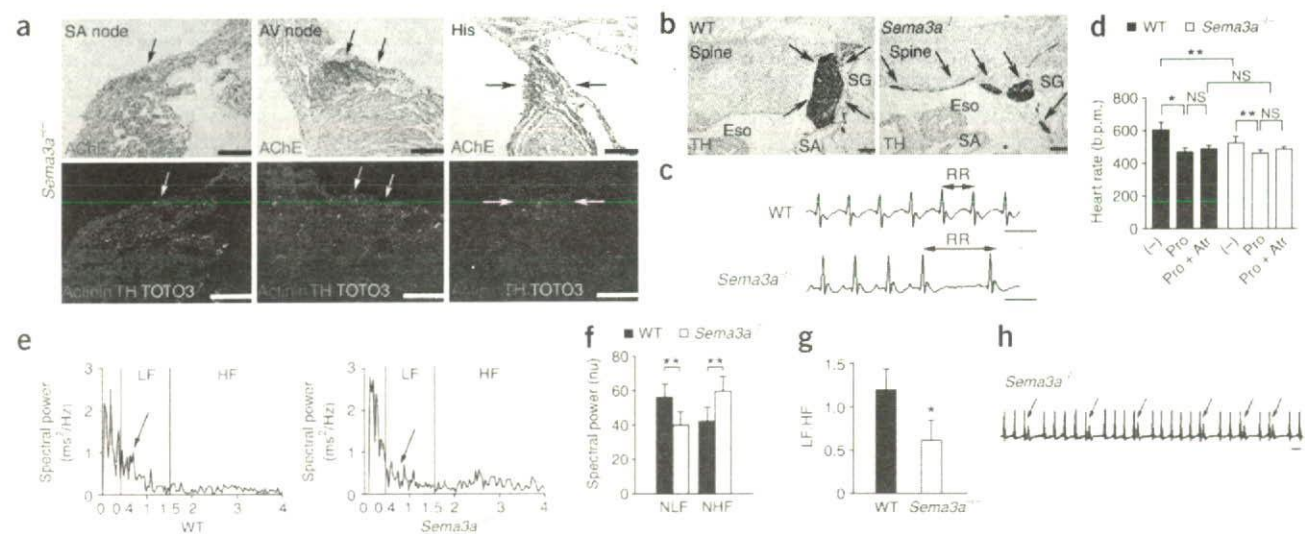 a
SA node
AV node
His
AChE
AChE
AChE
Sema3a⁻/⁻
Actinin TH TOTO3
Actinin TH TOTO3
TH TOTO3
b
WT
Spine
SG
Eso
TH
SA
Sema3a⁻/⁻
Spine
SG
Eso
TH
SA
c
WT
RR
Sema3a⁻/⁻
RR
d
WT Sema3a⁻/⁻
**
NS
* NS
** NS
Heart rate (b.p.m.)
800
600
400
200
0
(–) Pro Pro + Atr (–) Pro Pro + Atr
e
Spectral power (ms²/Hz)
3
2
1
0
LF HF
0 0.4 1 1.5 2 3 4
WT
Spectral power (ms²/Hz)
3
2
1
0
LF HF
0 0.4 1 1.5 2 3 4
Sema3a⁻/⁻
f
WT Sema3a⁻/⁻
Spectral power (nu)
80
60
40
20
0
** **
NLF NHF
g
LF HF
1.5
1.0
0.5
0
*
WT Sema3a⁻/⁻
h
Sema3a⁻/⁻